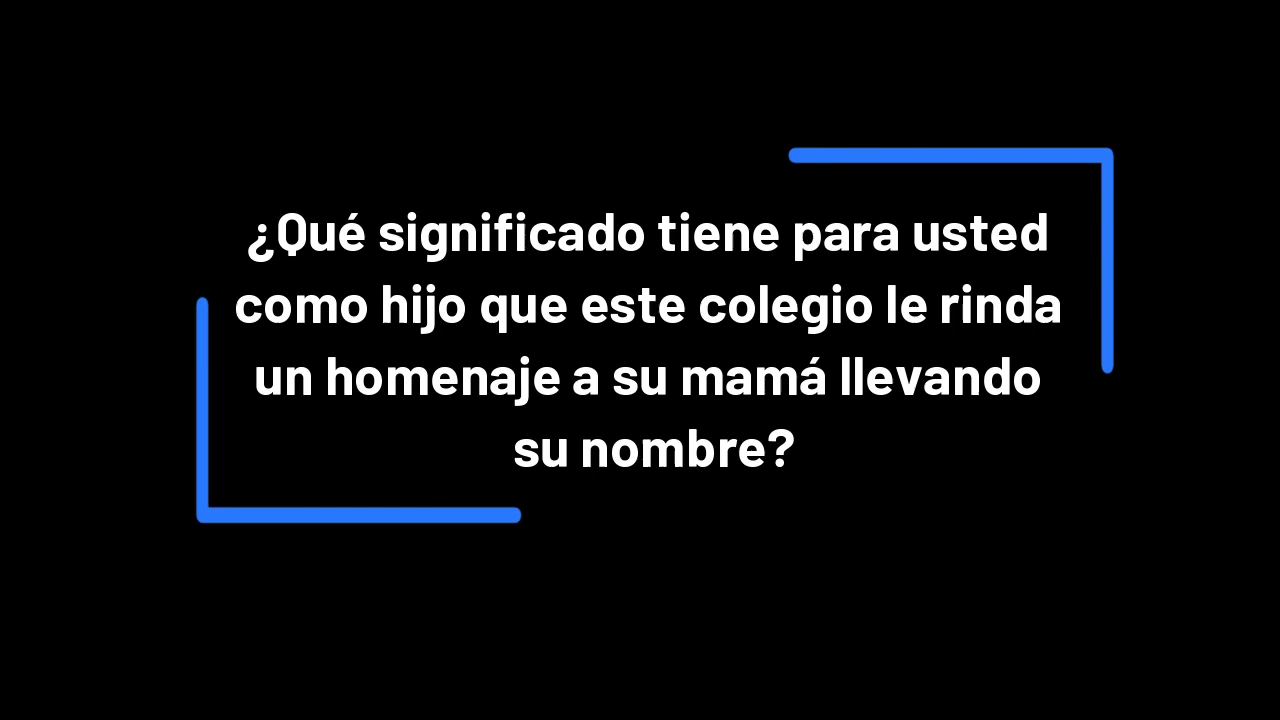 ¿Qué significado tiene para usted
como hijo que este colegio le rinda
un homenaje a su mamá llevando
su nombre?